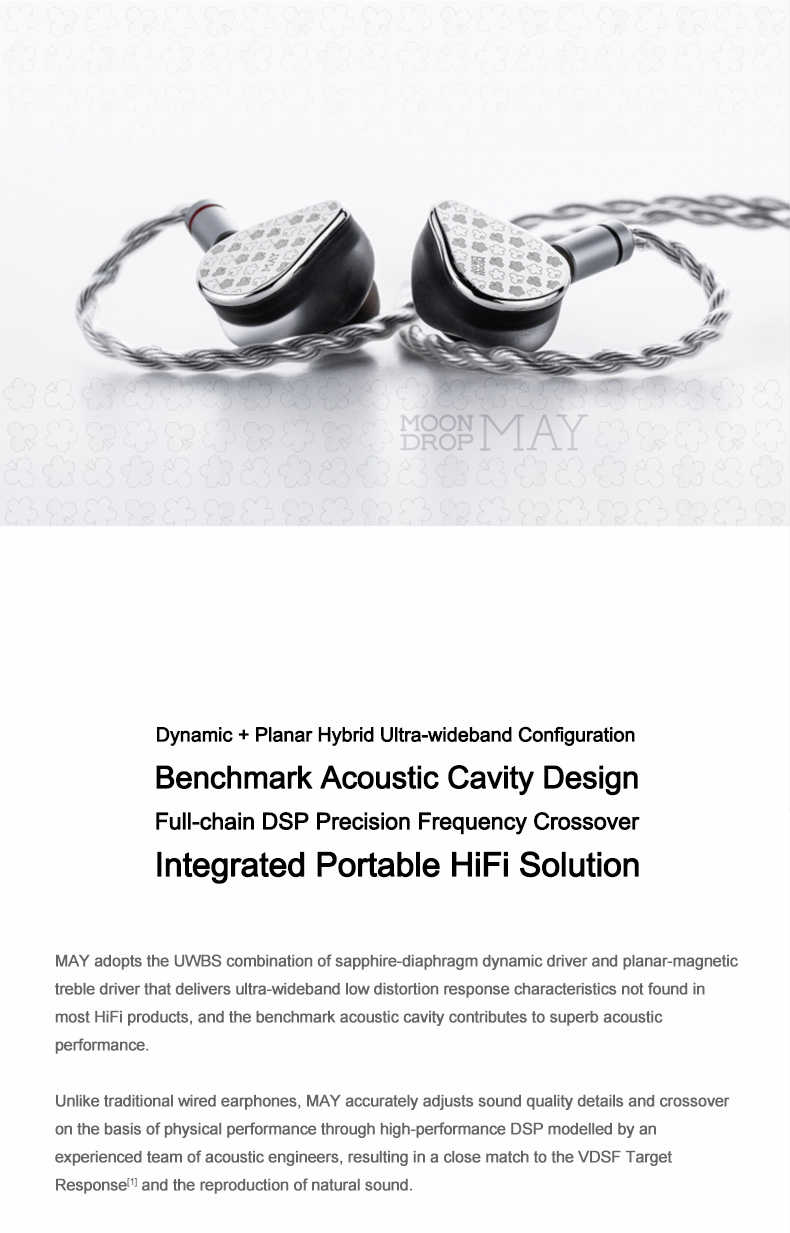 MAY
MOON
DROP
MOON
DROP MAY
Dynamic + Planar Hybrid Ultra-wideband Configuration
Benchmark Acoustic Cavity Design
Full-chain DSP Precision Frequency Crossover
Integrated Portable HiFi Solution
MAY adopts the UWBS combination of sapphire-diaphragm dynamic driver and planar-magnetic
treble driver that delivers ultra-wideband low distortion response characteristics not found in
most HiFi products, and the benchmark acoustic cavity contributes to superb acoustic
performance.
Unlike traditional wired earphones, MAY accurately adjusts sound quality details and crossover
on the basis of physical performance through high-performance DSP modelled by an
experienced team of acoustic engineers, resulting in a close match to the VDSF Target
Response[1] and the reproduction of natural sound.